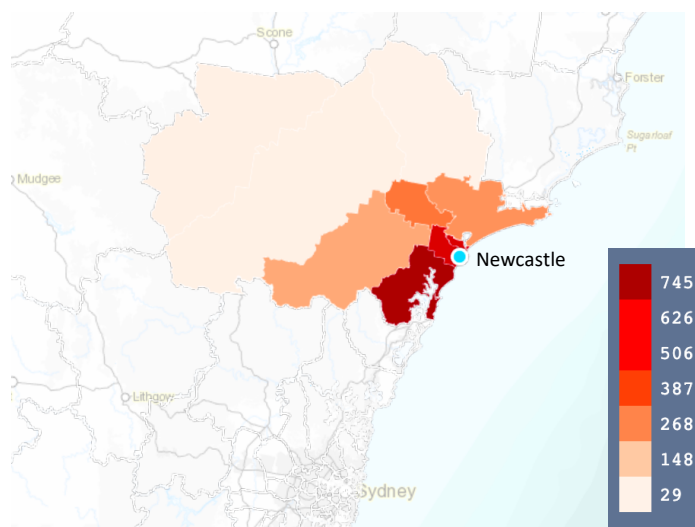 Scone
Forster
Sugarloaf
Pt
Mudgee
Newcastle
745
626
506
387
268
148
29
Lithgow
Sydney